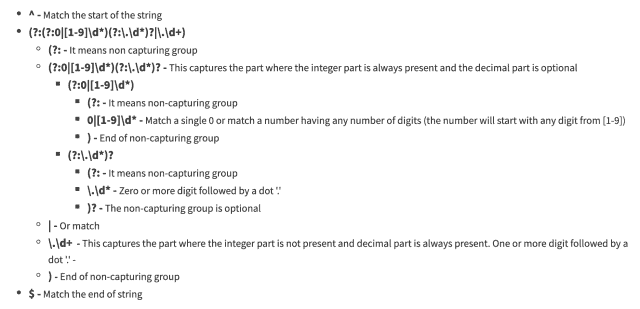 ^ - Match the start of the string
(?:(?:0|[1-9]\d*)(?:\.\d*)?|\.\d+)
(?: - It means non capturing group
(?:0|[1-9]\d*)(?:\.\d*)? - This captures the part where the integer part is always present and the decimal part is optional
(?:0|[1-9]\d*)
(?: - It means non-capturing group
0|[1-9]\d* - Match a single 0 or match a number having any number of digits (the number will start with any digit from [1-9])
) - End of non-capturing group
(?:\.\d*)?
(?: - It means non-capturing group
\.\d* - Zero or more digit followed by a dot '.'
)? - The non-capturing group is optional
| - Or match
\.\d+ - This captures the part where the integer part is not present and decimal part is always present. One or more digit followed by a
dot '.' -
) - End of non-capturing group
$ - Match the end of string